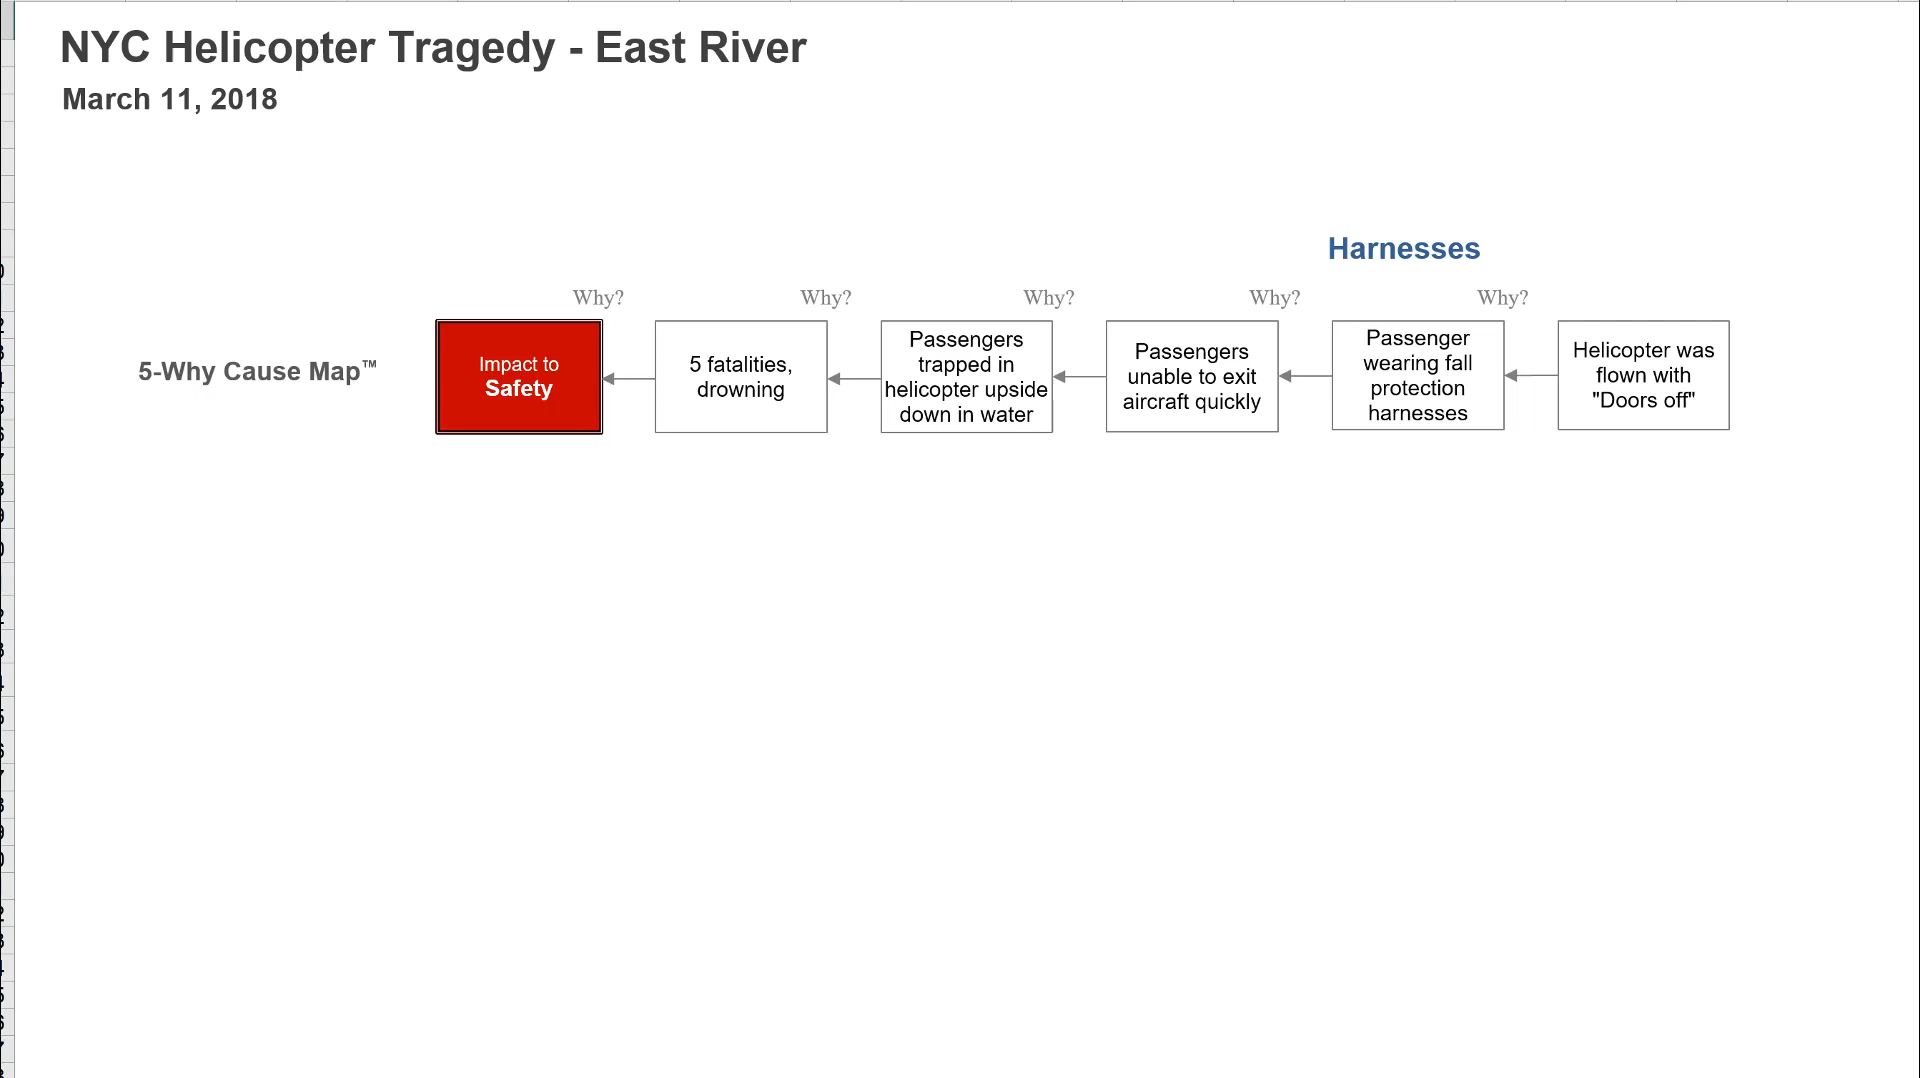 NYC Helicopter Tragedy - East River
March 11, 2018
Harnesses
Why?
Why?
Why?
Why?
Why?
5-Why Cause Map™
Impact to
Safety
5 fatalities,
drowning
Passengers
trapped in
helicopter upside
down in water
Passengers
unable to exit
aircraft quickly
Passenger
wearing fall
protection
harnesses
Helicopter was
flown with
"Doors off"